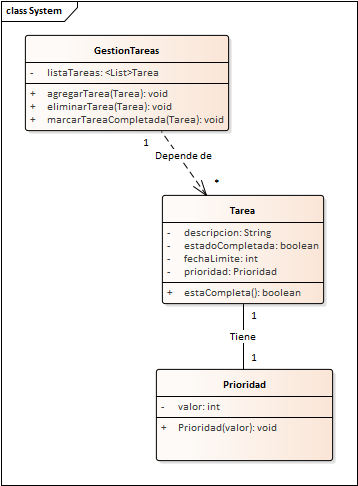 class System
GestionTareas
- listaTareas: <List>Tarea
+ agregarTarea(Tarea): void
+ eliminarTarea(Tarea): void
+ marcarTareaCompletada(Tarea): void
1
Depende de
*
Tarea
- descripcion: String
- estadoCompletada: boolean
- fechaLimite: int
- prioridad: Prioridad
+ estaCompleta(): boolean
1
Tiene
1
Prioridad
- valor: int
+ Prioridad(valor): void